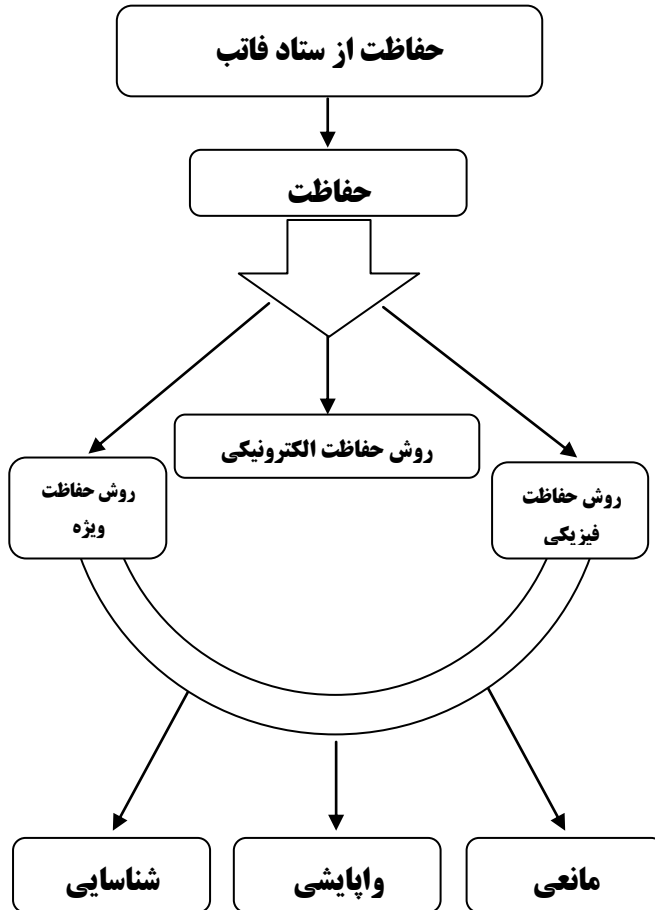 حفاظت از ستاد فاتب
حفاظت
روش حفاظت الکترونیکی
روش حفاظت
فیزیکی
روش حفاظت
ویژه
مانعی
واپایشی
شناسایی